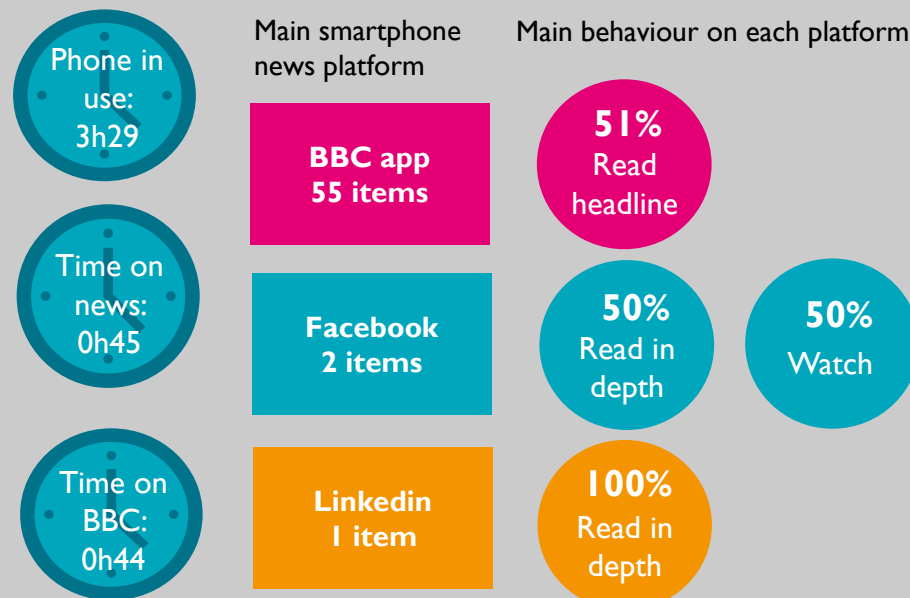 Phone in
use:
3h29
Time on
news:
0h45
Time on
BBC:
0h44
Main smartphone
news platform
BBC app
55 items
Facebook
2 items
Linkedin
1 item
Main behaviour on each platform
51%
Read
headline
50%
Read in
depth
50%
Watch
100%
Read in
depth